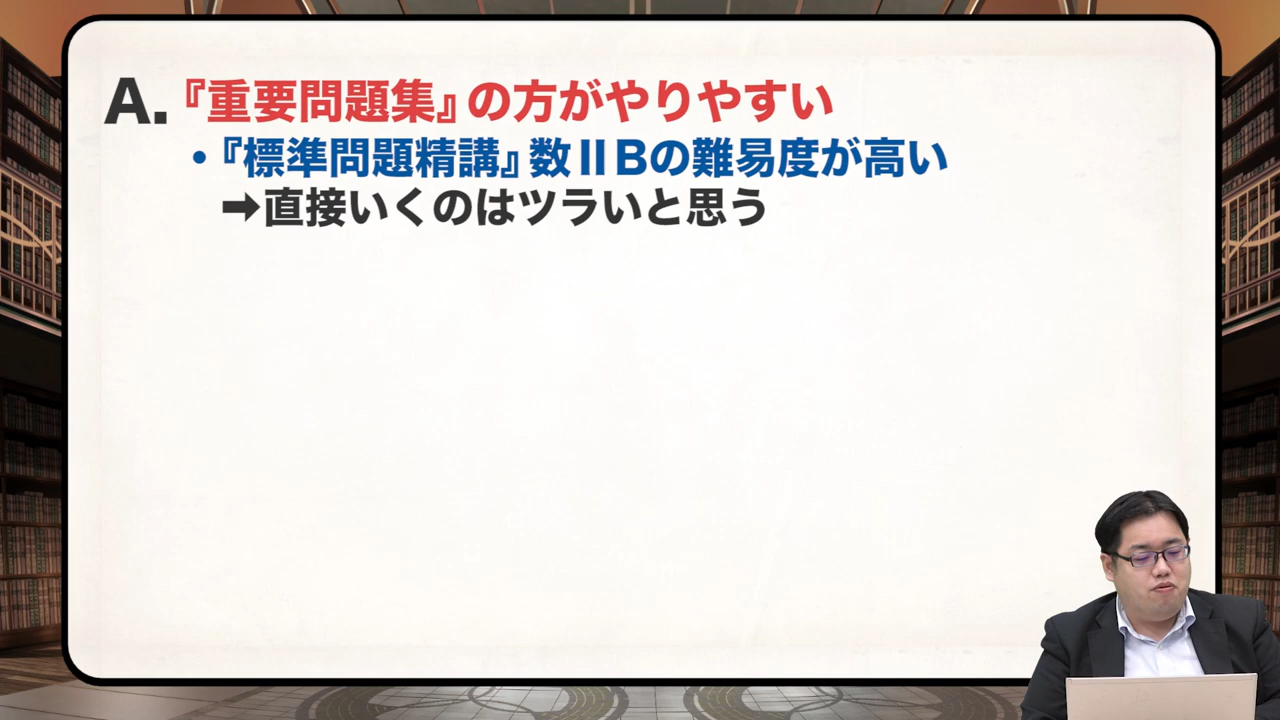 A.『重要問題集』の方がやりやすい
・『標準問題精講』数ⅡBの難易度が高い
➡直接いくのはツラいと思う